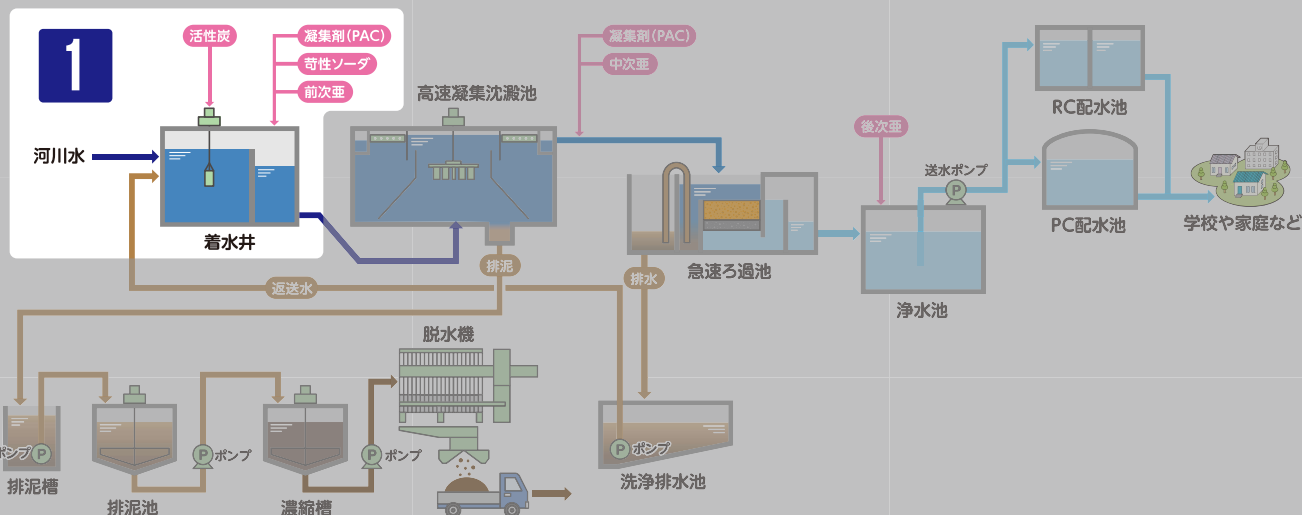 1
活性炭
凝集剤(PAC)
苛性ソーダ
前次亜
河川水
着水井
凝集剤(PAC)
中次亜
高速凝集沈澱池
後次亜
送水ポンプ
P
RC配水池
PC配水池
学校や家庭など
急速ろ過池
浄水池
排泥
排水
返送水
脱水機
P
ポンプ
排泥槽
排泥池
P
ポンプ
濃縮槽
P
ポンプ
P
ポンプ
洗浄排水池